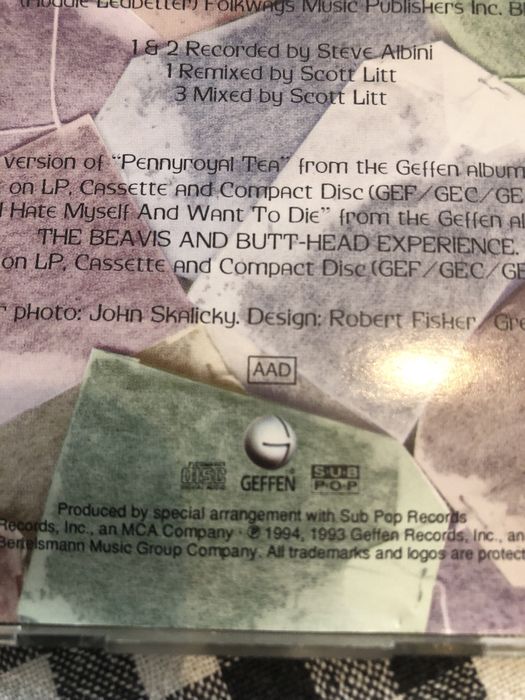 (Huddie Ledbetter) Folkways Music Publishers Inc. B
1 & 2 Recorded by Steve Albini
1 Remixed by Scott Litt
3 Mixed by Scott Litt
version of "Pennyroyal Tea" from the Geffen Album
on LP, Cassette and Compact Disc (GEF/GEC/GE
I Hate Myself And Want To Die" from the Geffen Al
THE BEAVIS AND BUTT-HEAD EXPERIENCE.
on LP, Cassette and Compact Disc (GEF/GEC/GE
r photo: John Skalicky. Design: Robert Fisher, Gre
AAD
G
COMPACT
disc
DIGITAL AUDIO
GEFFEN®
SUB
POP
Produced by special arrangement with Sub Pop Records
Records, Inc., an MCA Company · ℗ 1994, 1993 Geffen Records, Inc., an
Bertelsmann Music Group Company. All trademarks and logos are protect